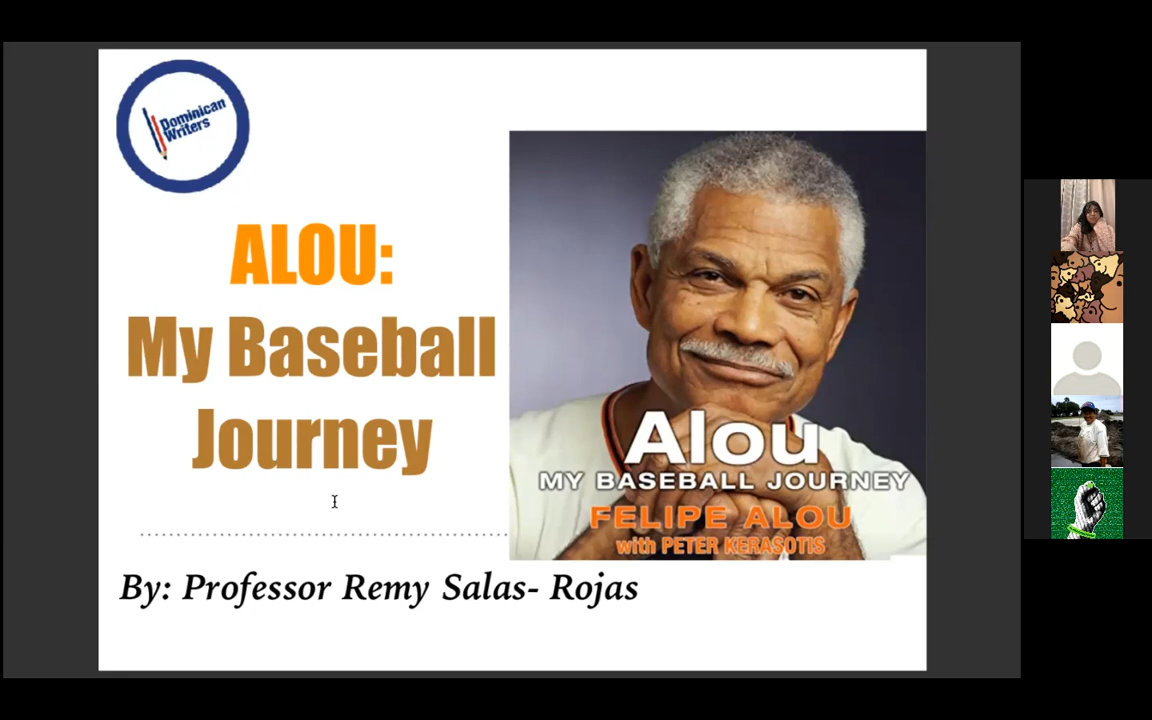 Dominican
Writers
ALOU:
My Baseball
Journey
Alou
MY BASEBALL JOURNEY
FELIPE ALOU
with PETER KERASOTIS
By: Professor Remy Salas- Rojas